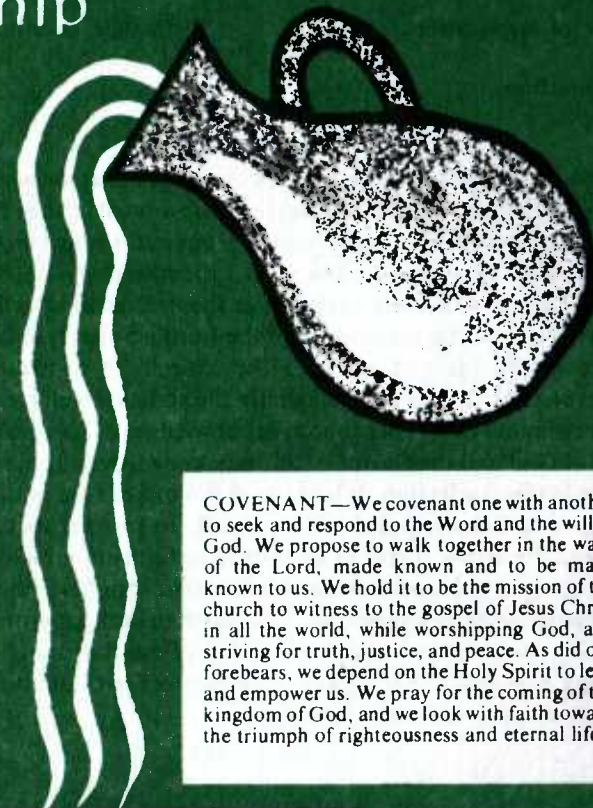 hip
COVENANT—We covenant one with anoth
to seek and respond to the Word and the will
God. We propose to walk together in the wa
of the Lord, made known and to be ma
known to us. We hold it to be the mission of t
church to witness to the gospel of Jesus Chr
in all the world, while worshipping God, a
striving for truth, justice, and peace. As did o
forebears, we depend on the Holy Spirit to le
and empower us. We pray for the coming of t
kingdom of God, and we look with faith towa
the triumph of righteousness and eternal life